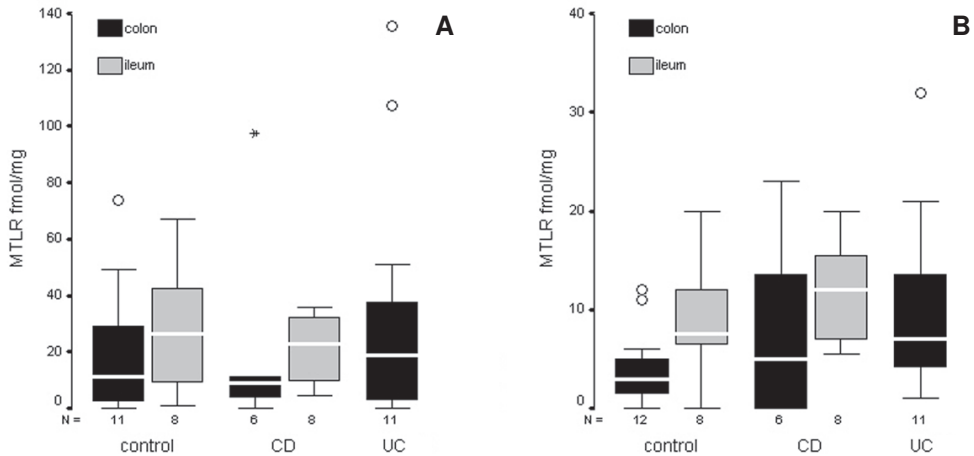 A
140
120
100
80
60
40
20
0
MTLR fmol/mg
colon
ileum
N = 11 8 6 8 11
control CD UC
B
40
30
20
10
0
MTLR fmol/mg
colon
ileum
N = 12 8 6 8 11
control CD UC